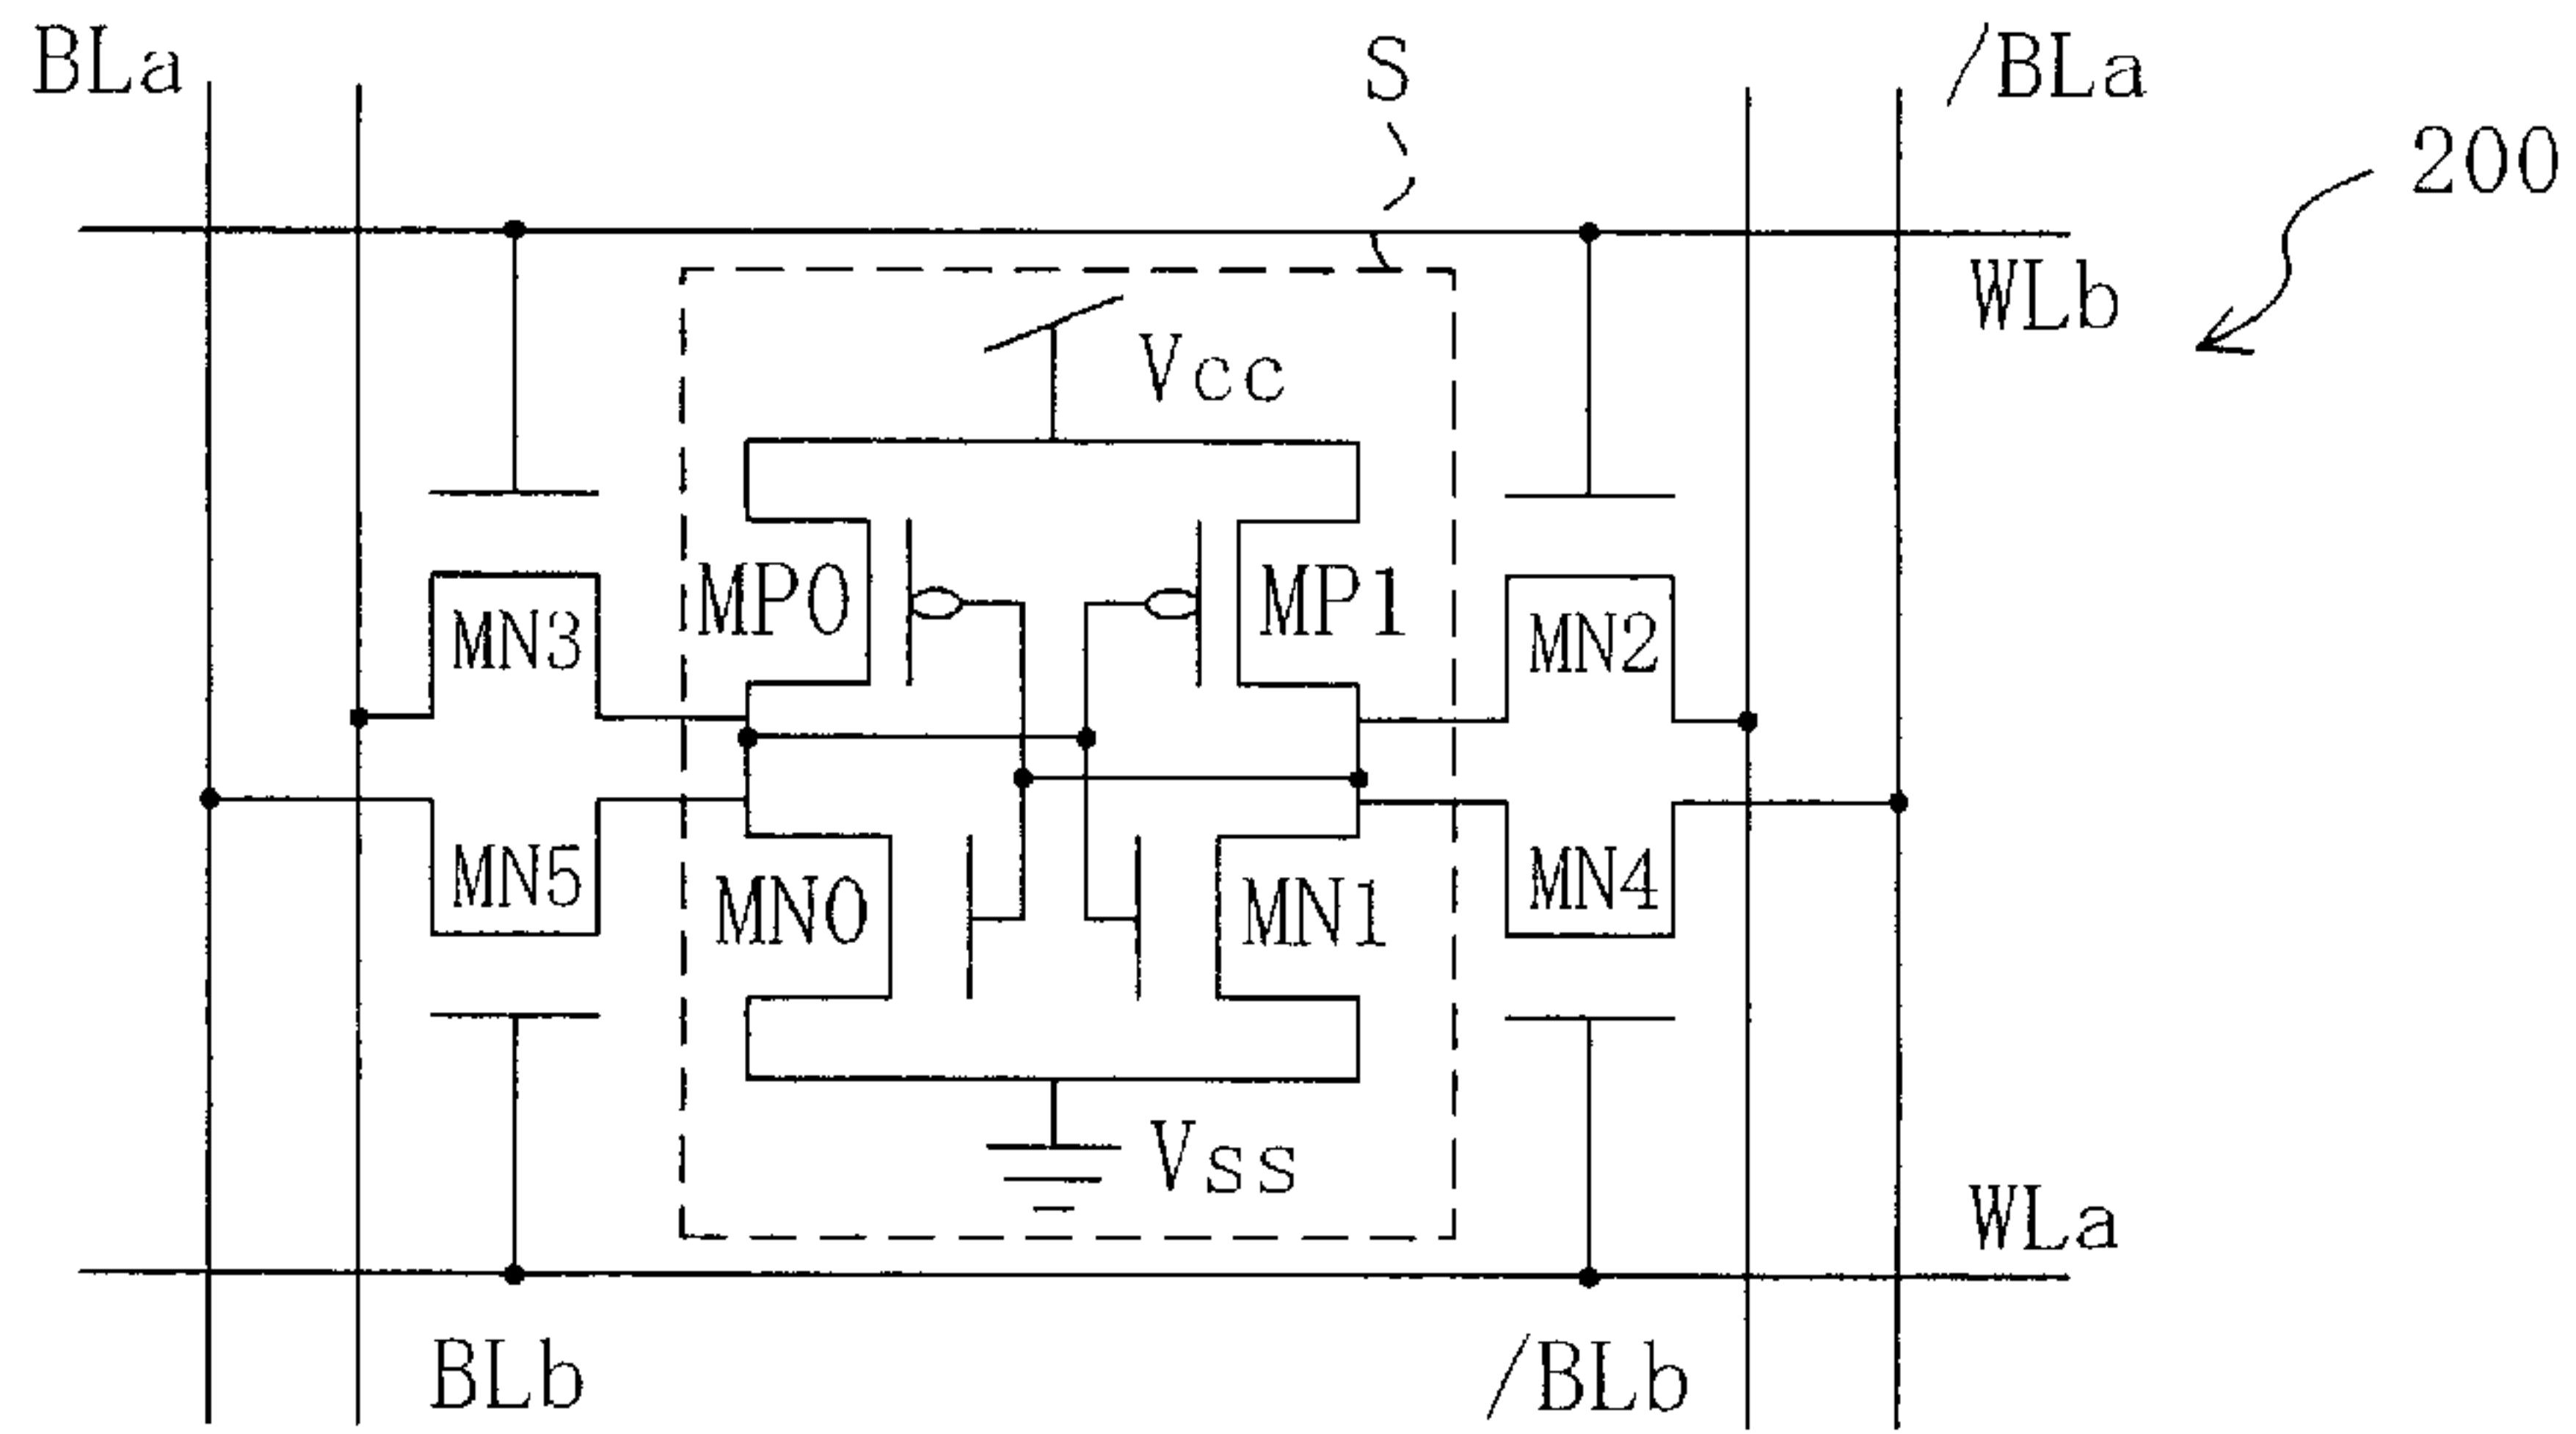 BLa
S
/BLa
200
WLb
Vcc
MP0
MP1
MN3
MN2
MN5
MN0
MN1
MN4
Vss
WLa
BLb
/BLb